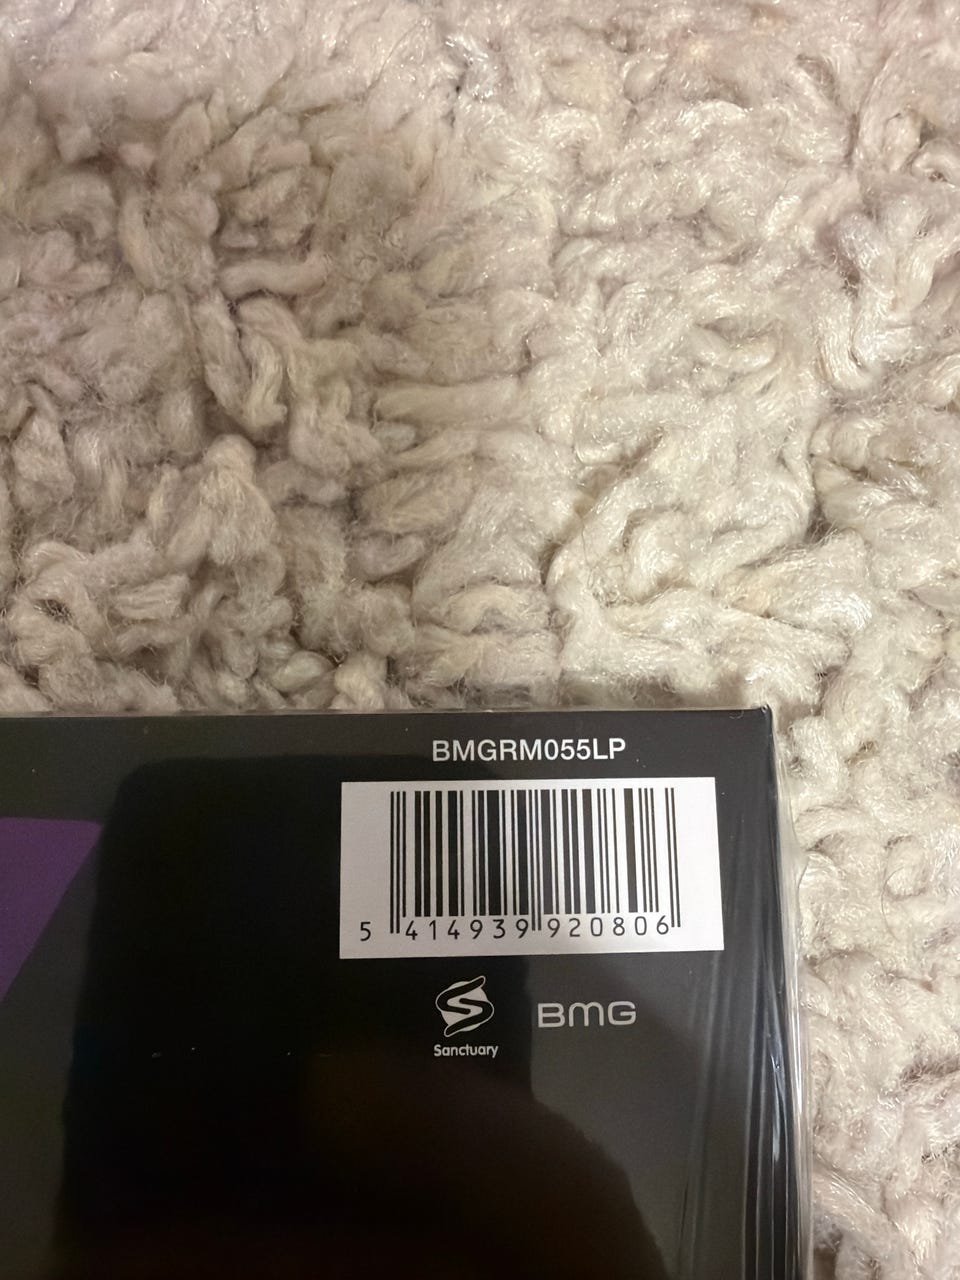 BMGRM055LP
5 414939 920806
Sanctuary
BMG